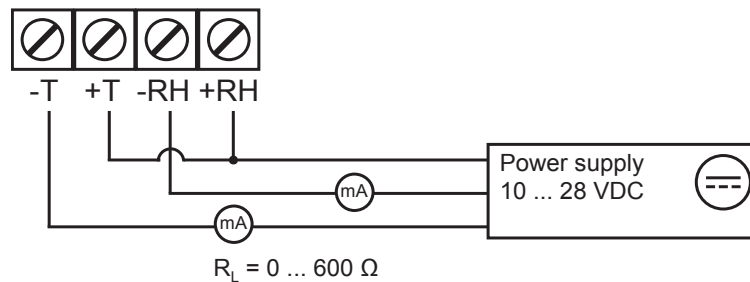 -T +T -RH +RH
Power supply
10 ... 28 VDC
mA
mA
R_L = 0 ... 600 Ω